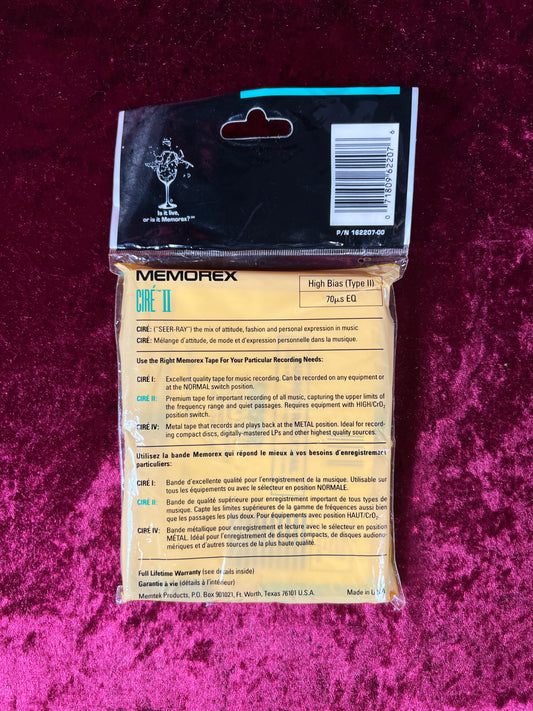 Is it live,
or is it Memorex?™
0 71809 62207 6
P/N 162207-00
MEMOREX
CIRÉ™ II
High Bias (Type II)
70µs EQ
CIRÉ: ("SEER-RAY") the mix of attitude, fashion and personal expression in music
CIRÉ: Mélange d'attitude, de mode et d'expression personnelle dans la musique.
Use the Right Memorex Tape For Your Particular Recording Needs:
CIRÉ I: Excellent quality tape for music recording. Can be recorded on any equipment or
at the NORMAL switch position.
CIRÉ II: Premium tape for important recording of all music, capturing the upper limits of
the frequency range and quiet passages. Requires equipment with HIGH/CrO₂
position switch.
CIRÉ IV: Metal tape that records and plays back at the METAL position. Ideal for record-
ing compact discs, digitally-mastered LPs and other highest quality sources.
Utilisez la bande Memorex qui répond le mieux à vos besoins d'enregistrement
particuliers:
CIRÉ I: Bande d'excellente qualité pour l'enregistrement de la musique. Utilisable sur
tous les équipements ou avec le sélecteur en position NORMALE.
CIRÉ II: Bande de qualité supérieure pour enregistrement important de tous types de
musique. Capte les limites supérieures de la gamme de fréquences aussi bien
que les passages les plus doux. Pour équipements avec position HAUT/CrO₂.
CIRÉ IV: Bande métallique pour enregistrement et lecture avec le sélecteur en position
MÉTAL. Idéal pour l'enregistrement de disques compacts, de disques audionu-
mériques et d'autres sources de la plus haute qualité.
Full Lifetime Warranty (see details inside)
Garantie à vie (détails à l'intérieur)
Memtek Products, P.O. Box 901021, Ft. Worth, Texas 76101 U.S.A.
Made in U.S.A.